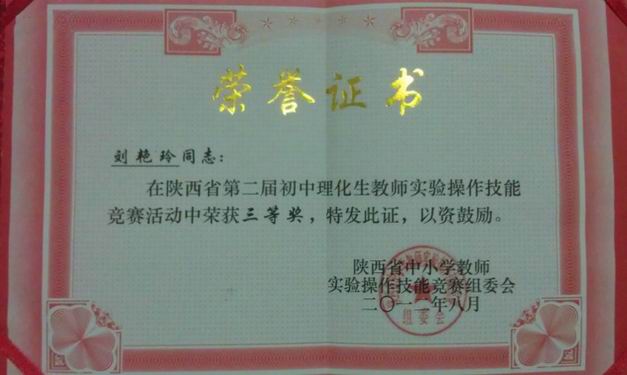 荣誉证书
刘艳玲同志：
在陕西省第二届初中理化生教师实验操作技能
竞赛活动中荣获三等奖，特发此证，以资鼓励。
陕西省中小学教师
实验操作技能竞赛组委会
二〇一一年八月
组委会